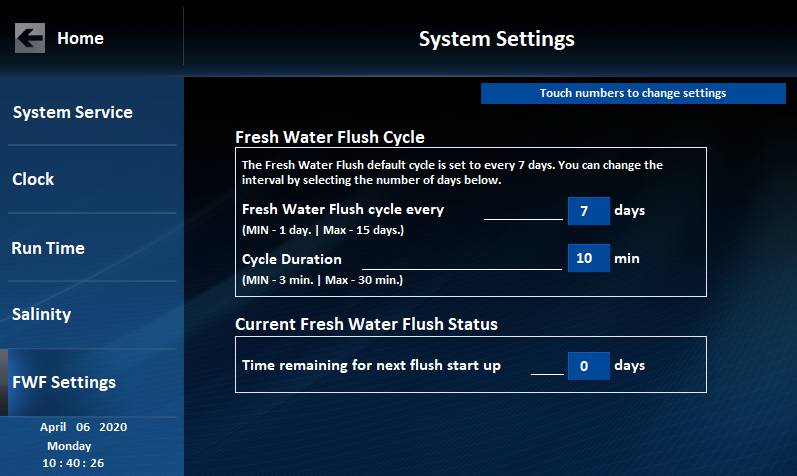 Home
System Settings
Touch numbers to change settings
System Service
Clock
Run Time
Salinity
FWF Settings
April 06 2020
Monday
10 : 40 : 26
Fresh Water Flush Cycle
The Fresh Water Flush default cycle is set to every 7 days. You can change the
interval by selecting the number of days below.
Fresh Water Flush cycle every 7 days
(MIN - 1 day. | Max - 15 days.)
Cycle Duration 10 min
(MIN - 3 min. | Max - 30 min.)
Current Fresh Water Flush Status
Time remaining for next flush start up 0 days